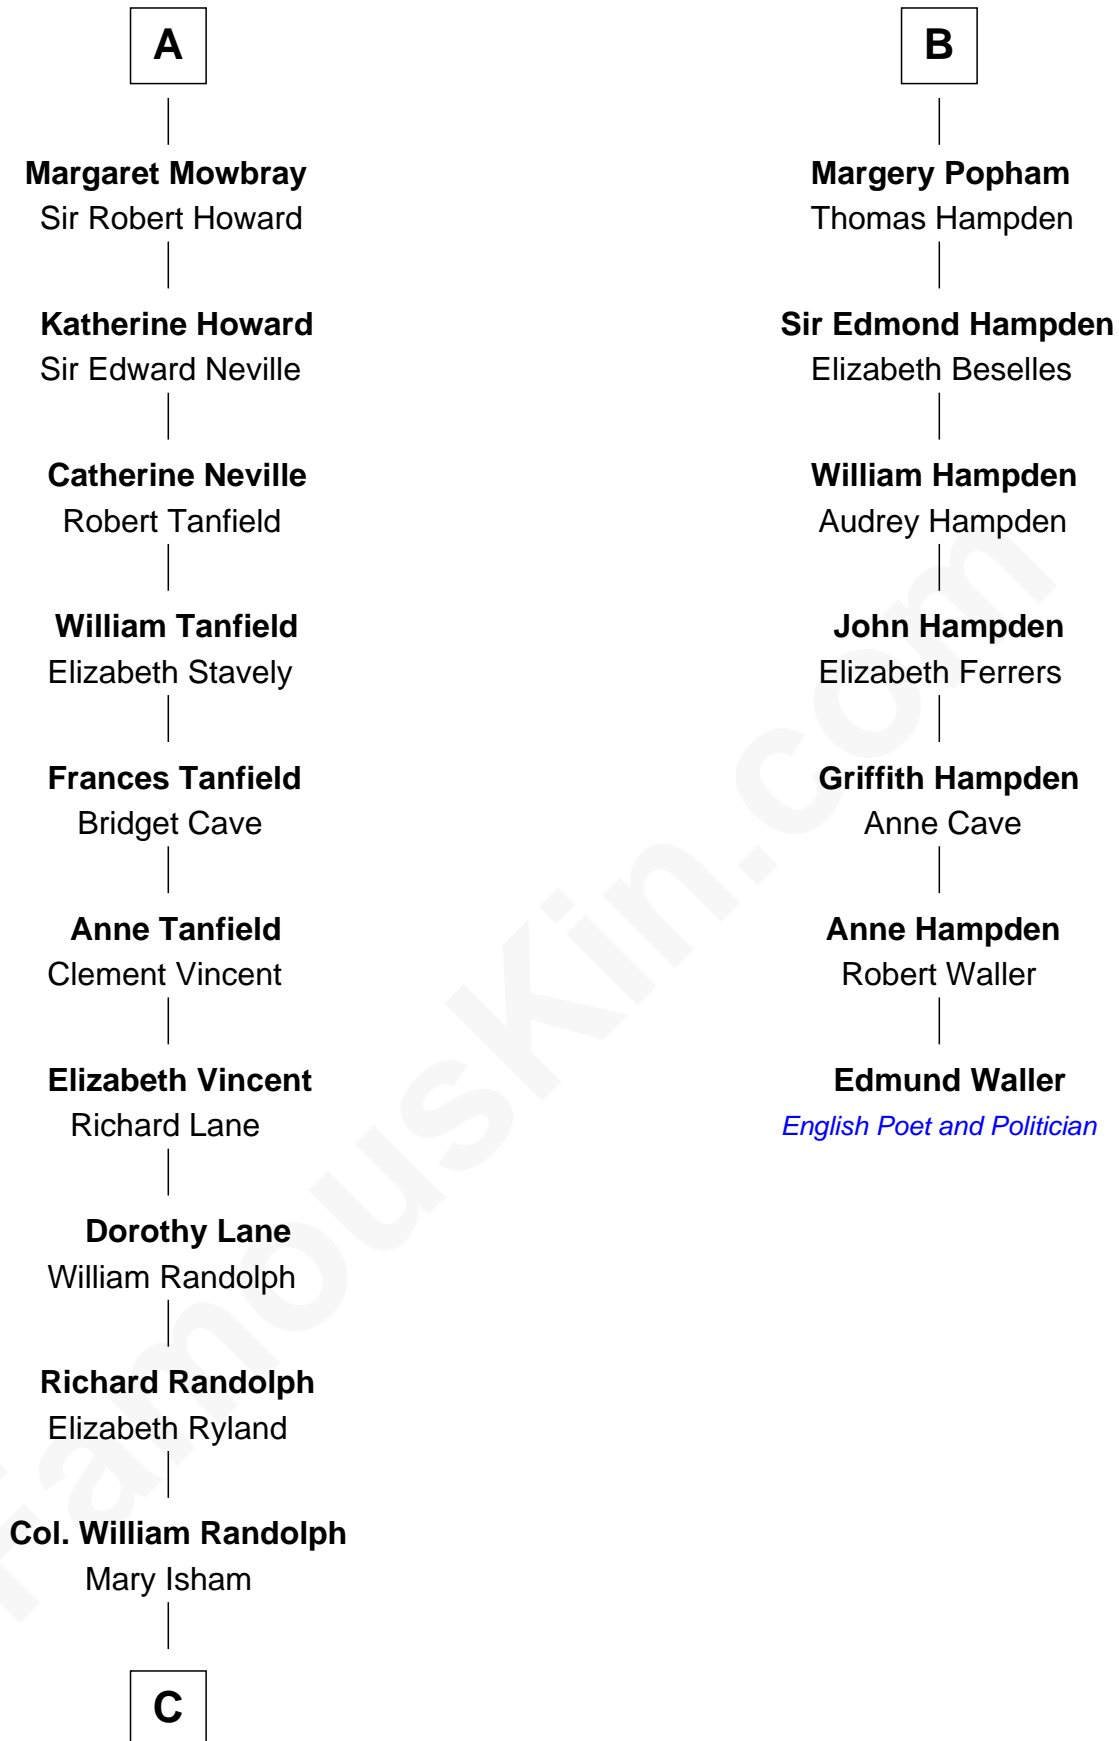 A
Margaret Mowbray
Sir Robert Howard
Katherine Howard
Sir Edward Neville
Catherine Neville
Robert Tanfield
William Tanfield
Elizabeth Stavely
Frances Tanfield
Bridget Cave
Anne Tanfield
Clement Vincent
Elizabeth Vincent
Richard Lane
Dorothy Lane
William Randolph
Richard Randolph
Elizabeth Ryland
Col. William Randolph
Mary Isham
C
B
Margery Popham
Thomas Hampden
Sir Edmond Hampden
Elizabeth Beselles
William Hampden
Audrey Hampden
John Hampden
Elizabeth Ferrers
Griffith Hampden
Anne Cave
Anne Hampden
Robert Waller
Edmund Waller
English Poet and Politician
FamousKin.com